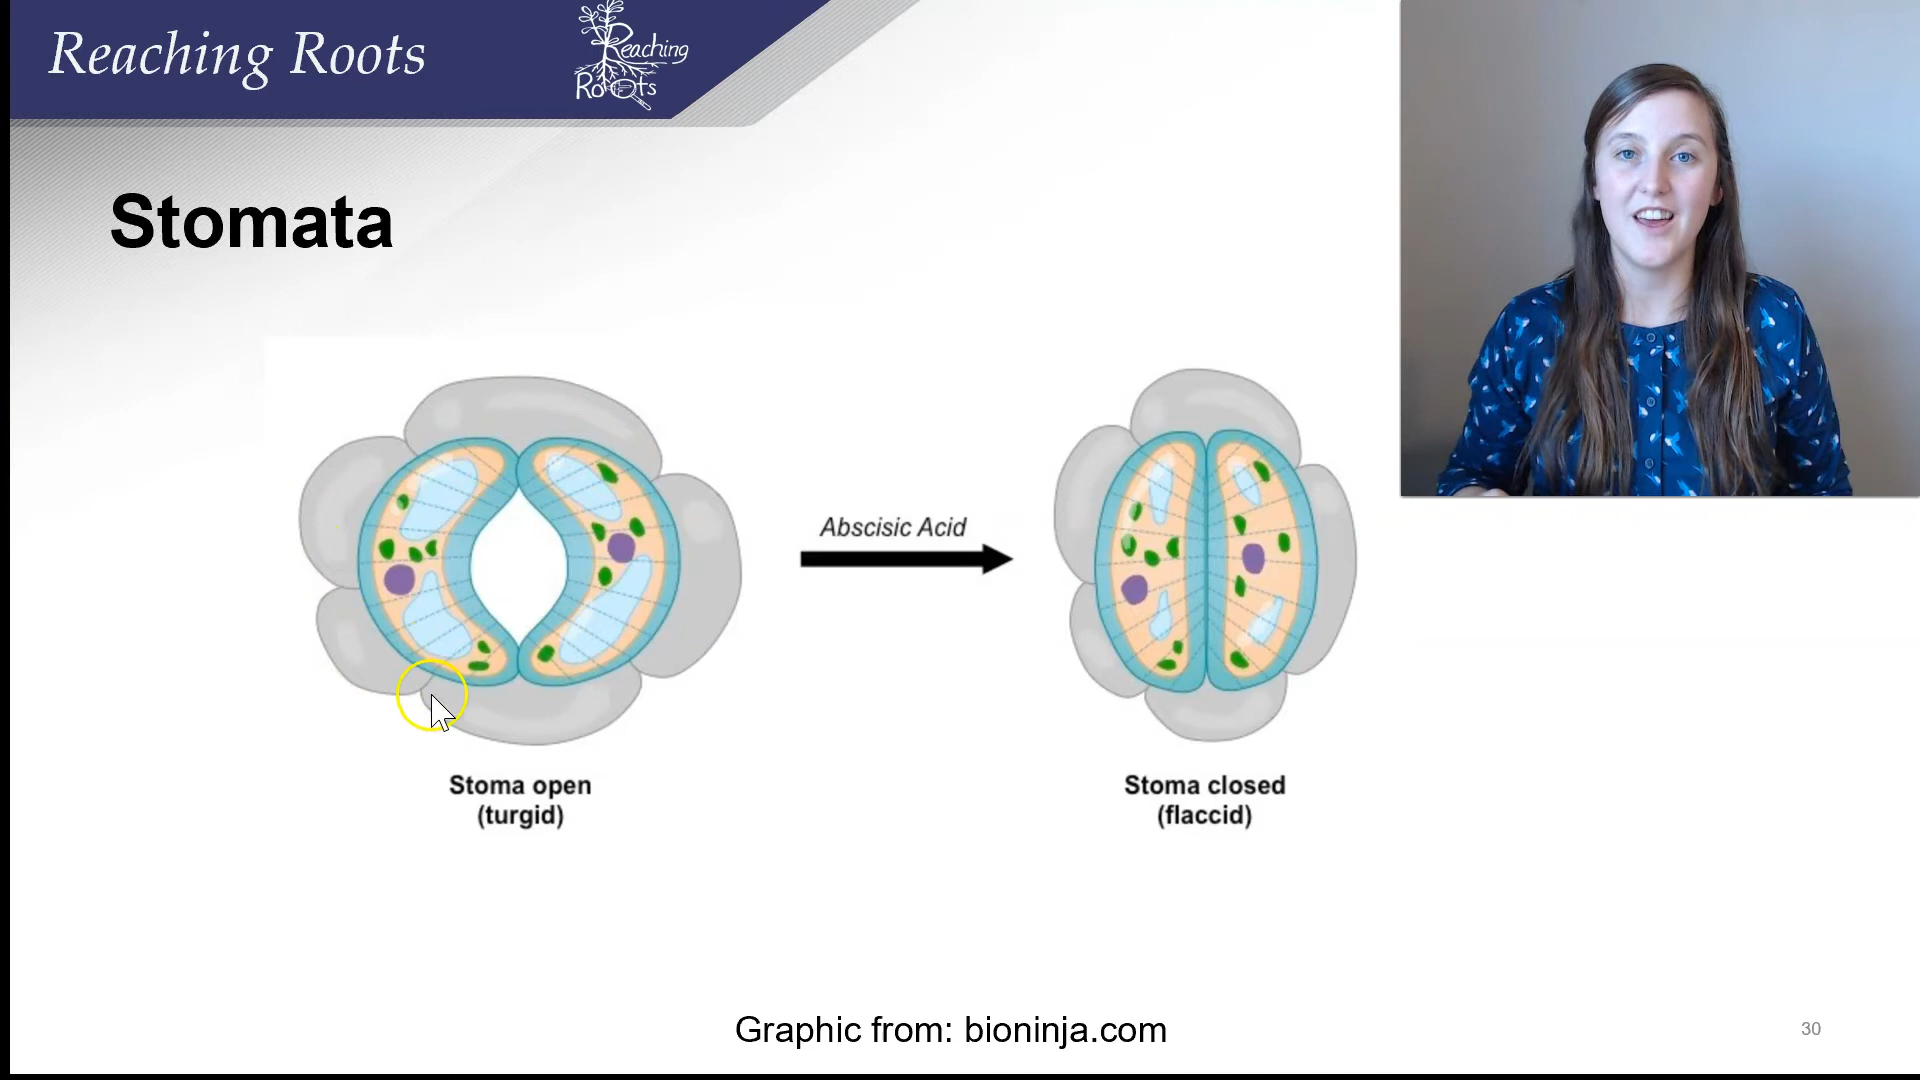 Reaching Roots
Reaching
Roots
Stomata
Abscisic Acid
Stoma open
(turgid)
Stoma closed
(flaccid)
Graphic from: bioninja.com
30